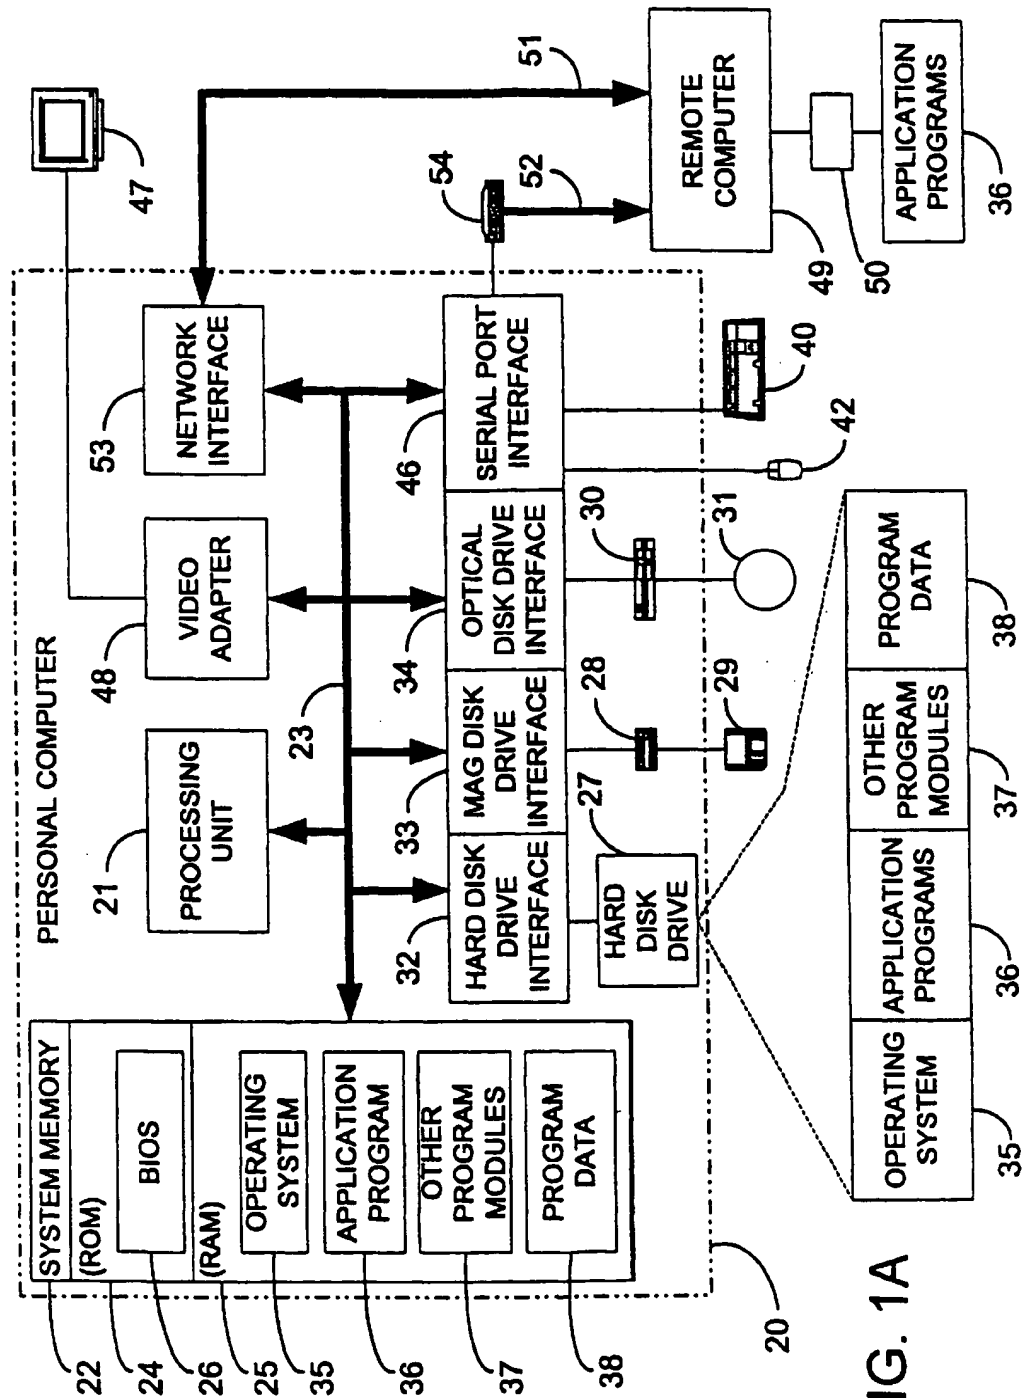 PERSONAL COMPUTER
22
SYSTEM MEMORY
24
(ROM)
26
BIOS
25
(RAM)
35
OPERATING
SYSTEM
36
APPLICATION
PROGRAM
37
OTHER
PROGRAM
MODULES
38
PROGRAM
DATA
21
PROCESSING
UNIT
48
VIDEO
ADAPTER
53
NETWORK
INTERFACE
47
23
32
HARD DISK
DRIVE
INTERFACE
33
MAG DISK
DRIVE
INTERFACE
34
OPTICAL
DISK DRIVE
INTERFACE
46
SERIAL PORT
INTERFACE
54
51
52
27
HARD
DISK
DRIVE
28
30
29
31
42
40
REMOTE
COMPUTER
49
50
APPLICATION
PROGRAMS
36
20
OPERATING
SYSTEM
35
APPLICATION
PROGRAMS
36
OTHER
PROGRAM
MODULES
37
PROGRAM
DATA
38
IG. 1A